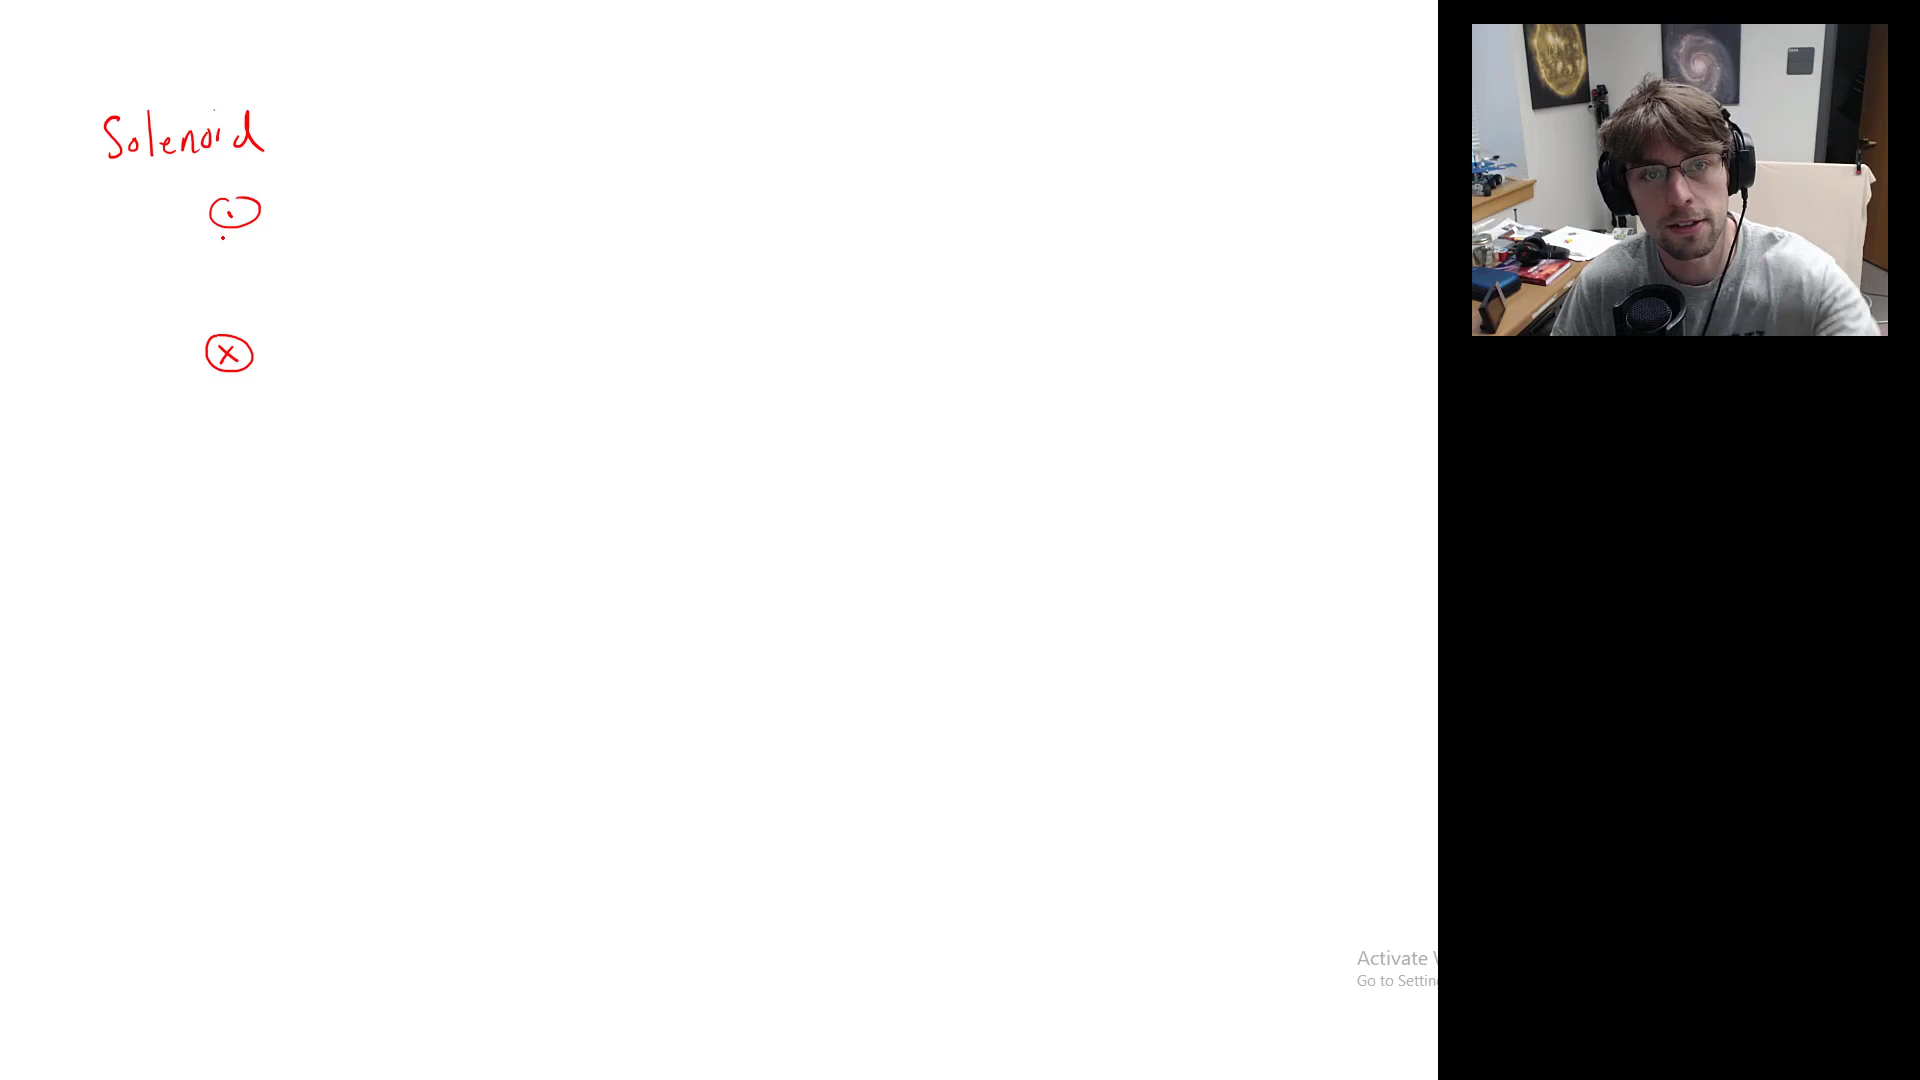 Solenoid
X
Activate W
Go to Settin